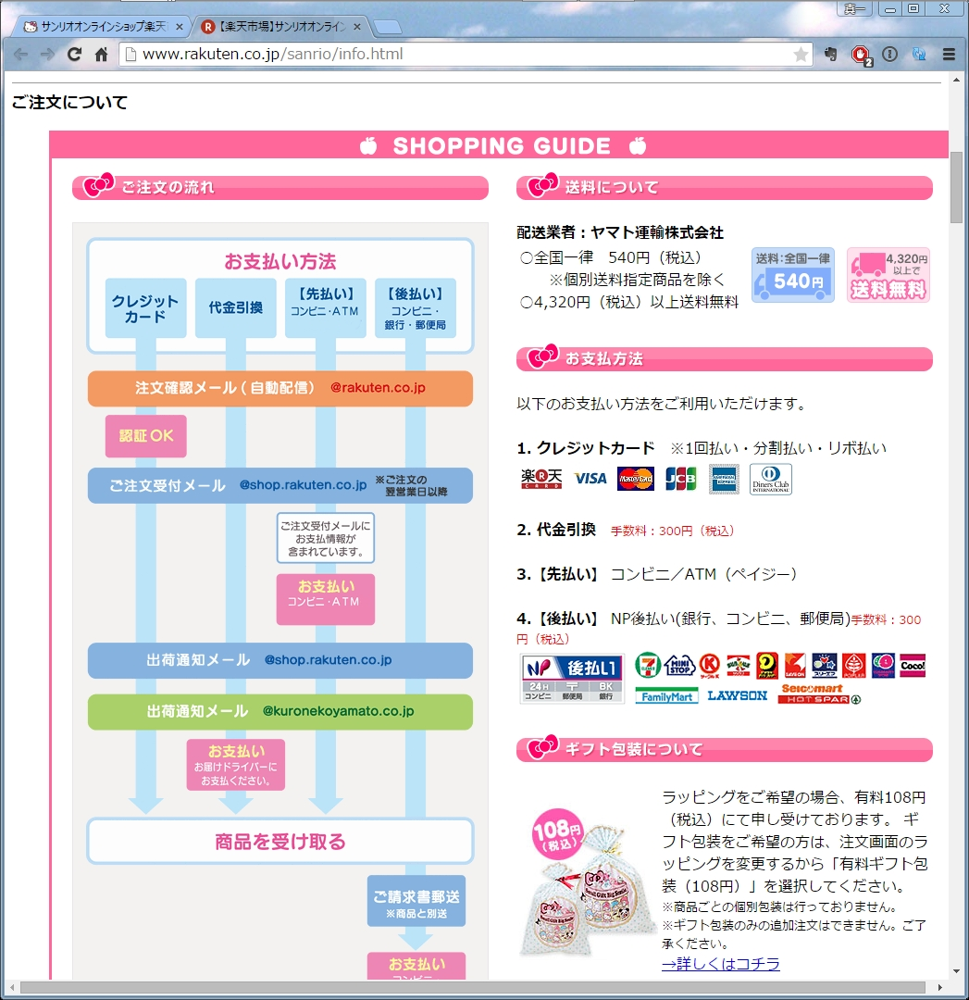 サンリオオンラインショップ楽天
【楽天市場】サンリオオンライン
真一
www.rakuten.co.jp/sanrio/info.html
2
ご注文について
SHOPPING GUIDE
ご注文の流れ
お支払い方法
クレジット
カード
代金引換
【先払い】
コンビニ・ATM
【後払い】
コンビニ・
銀行・郵便局
注文確認メール(自動配信) @rakuten.co.jp
認証OK
ご注文受付メール @shop.rakuten.co.jp ※ご注文の
翌営業日以降
ご注文受付メールに
お支払情報が
含まれています。
お支払い
コンビニ・ATM
出荷通知メール @shop.rakuten.co.jp
出荷通知メール @kuronekoyamato.co.jp
お支払い
お届けドライバーに
お支払ください。
商品を受け取る
ご請求書郵送
※商品と別送
お支払い
コンビニ
送料について
配送業者：ヤマト運輸株式会社
○全国一律 540円（税込）
※個別送料指定商品を除く
○4,320円（税込）以上送料無料
送料:全国一律
540円
4,320円
以上で
送料無料
お支払方法
以下のお支払い方法をご利用いただけます。
1. クレジットカード ※1回払い・分割払い・リボ払い
楽天 CARD VISA MasterCard JCB AMERICAN EXPRESS Diners Club INTERNATIONAL
2. 代金引換 手数料：300円（税込）
3.【先払い】 コンビニ／ATM（ペイジー）
4.【後払い】 NP後払い(銀行、コンビニ、郵便局)手数料：300
円（税込）
NP 後払い
24H 〒 BK
コンビニ 郵便局 銀行
MINI STOP K Coco!
FamilyMart LAWSON Seicomart HOT SPAR
ギフト包装について
108円
(税込)
ラッピングをご希望の場合、有料108円
（税込）にて申し受けております。 ギ
フト包装をご希望の方は、注文画面のラ
ッピングを変更するから「有料ギフト包
装（108円）」を選択してください。
※商品ごとの個別包装は行っておりません。
※ギフト包装のみの追加注文はできません。ご了
承ください。
→詳しくはコチラ